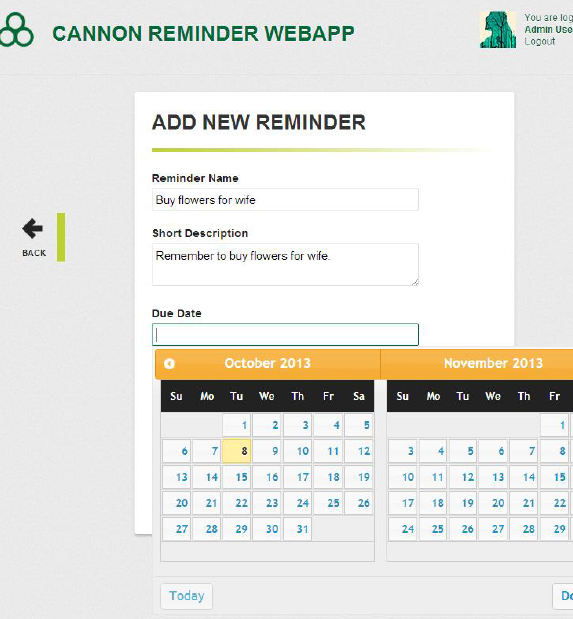 CANNON REMINDER WEBAPP
You are log
Admin Use
Logout
ADD NEW REMINDER
Reminder Name
Buy flowers for wife
Short Description
Remember to buy flowers for wife.
BACK
Due Date
October 2013 November 2013
Su Mo Tu We Th Fr Sa Su Mo Tu We Th Fr
1 2 3 4 5 1
6 7 8 9 10 11 12 3 4 5 6 7 8
13 14 15 16 17 18 19 10 11 12 13 14 15
20 21 22 23 24 25 26 17 18 19 20 21 22
27 28 29 30 31 24 25 26 27 28 29
Today Do